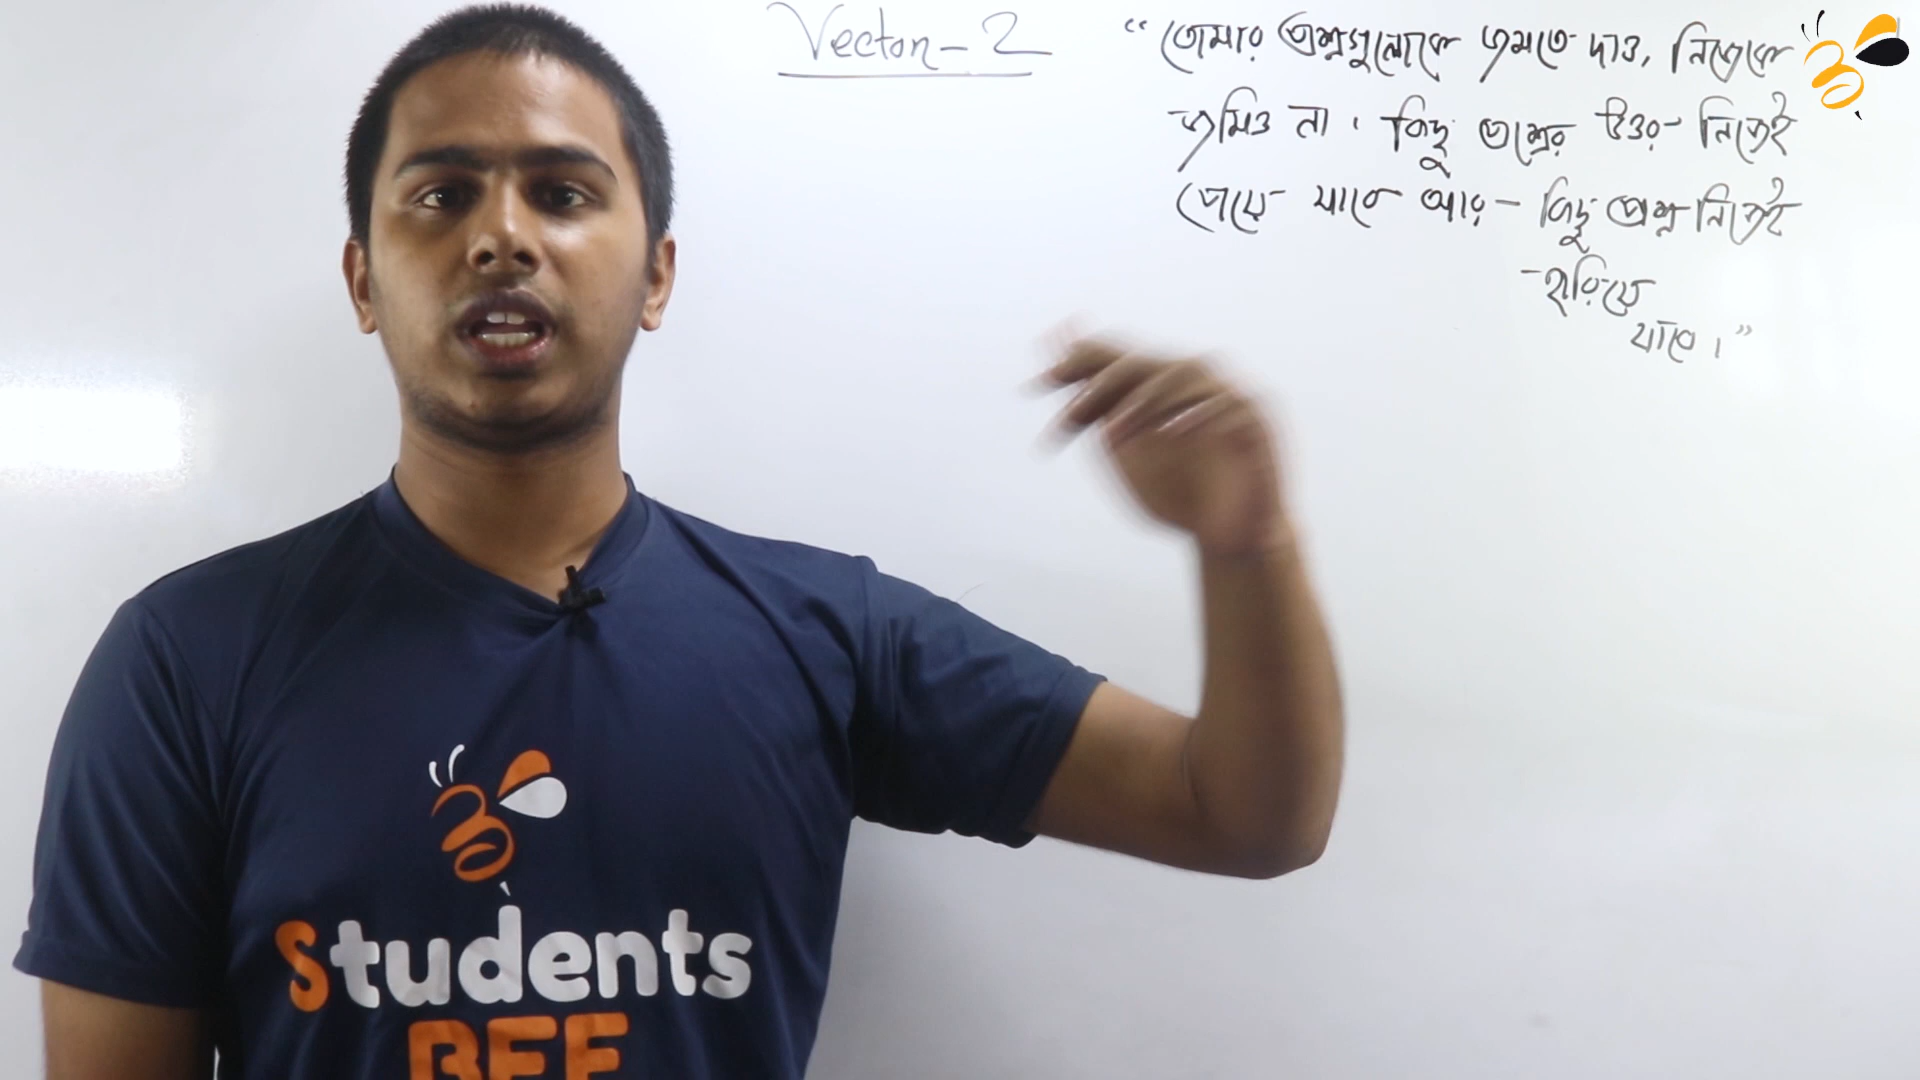 Vector-2
“তোমার প্রশ্নগুলোকে জমতে দাও, নিজেকে
জমিও না। কিছু প্রশ্নের উত্তর নিজেই
পেয়ে যাবে আর কিছু প্রশ্ন নিজেই
হারিয়ে
যাবে।”
Students
BEE